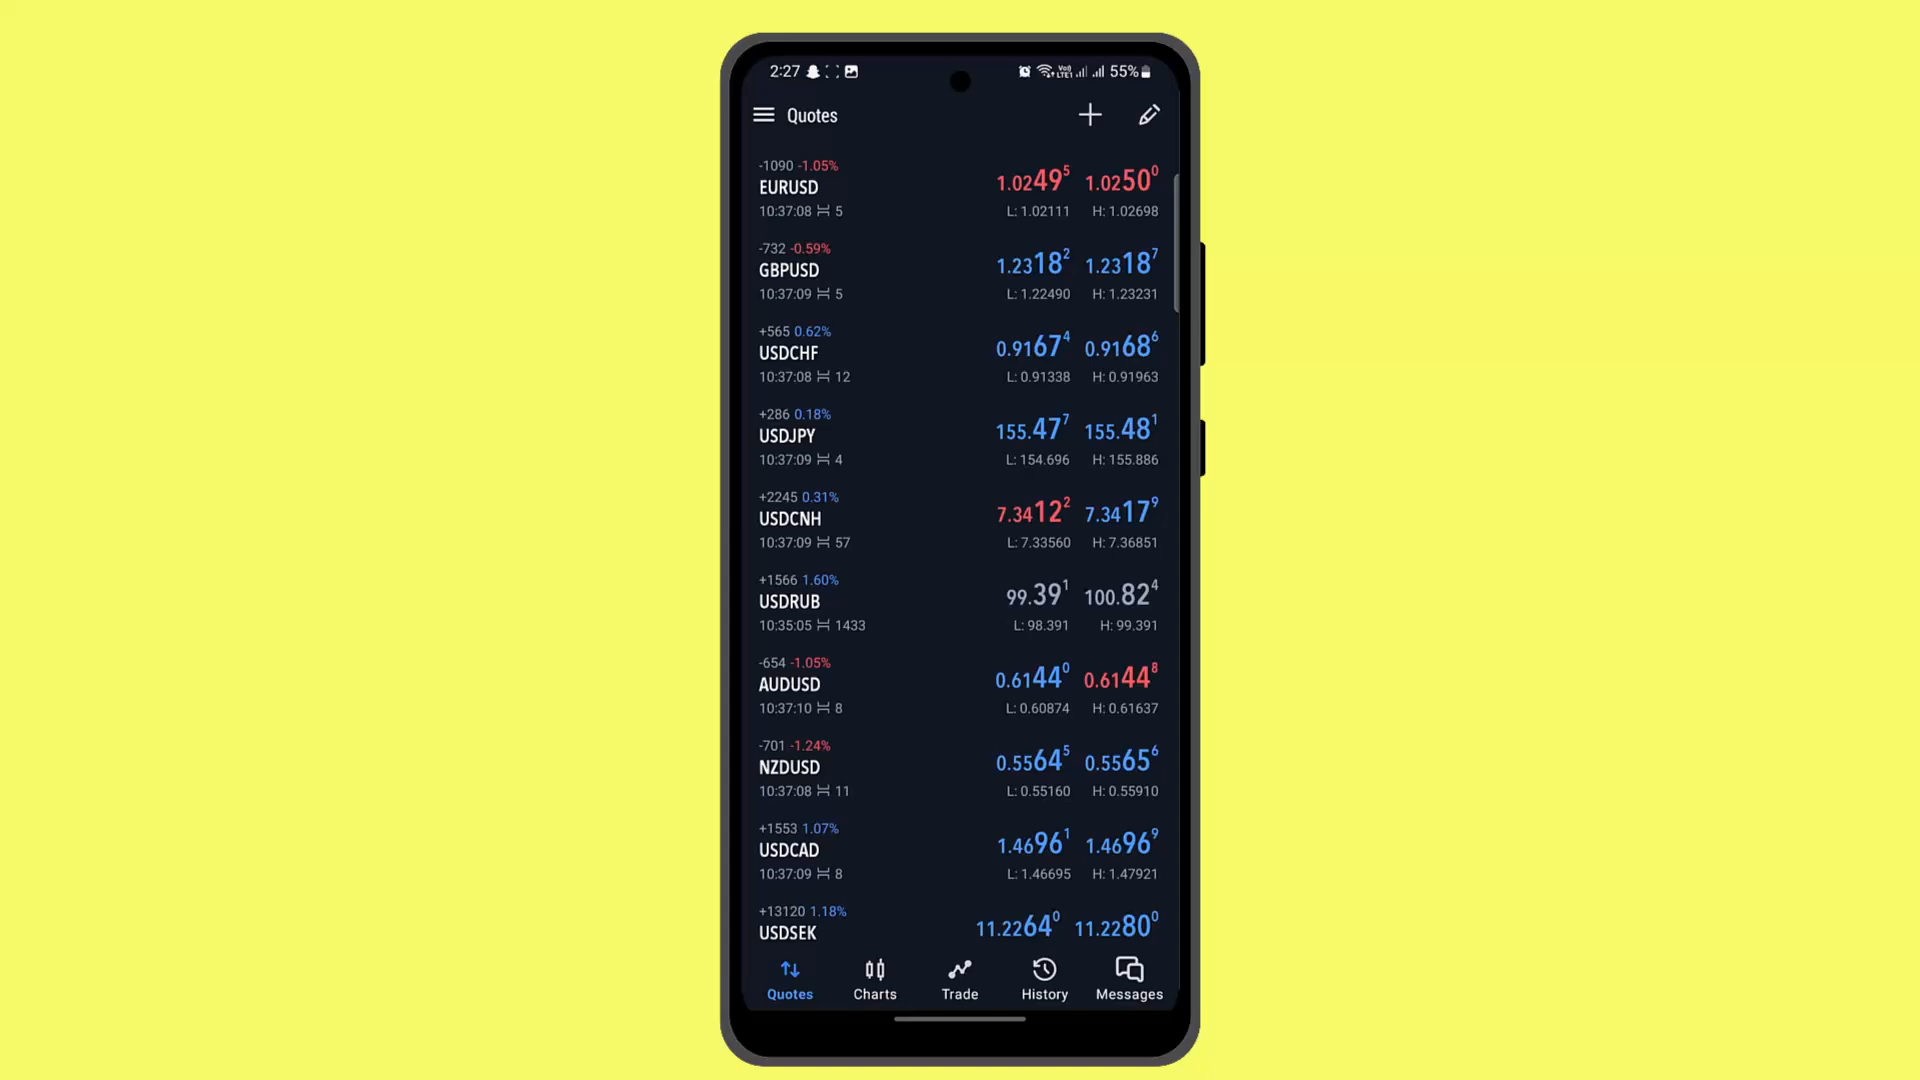 2:27 55%
Quotes
-1090 -1.05%
EURUSD 1.02495 1.02500
10:37:08 5 L: 1.02111 H: 1.02698
-732 -0.59%
GBPUSD 1.23182 1.23187
10:37:09 5 L: 1.22490 H: 1.23231
+565 0.62%
USDCHF 0.91674 0.91686
10:37:08 12 L: 0.91338 H: 0.91963
+286 0.18%
USDJPY 155.477 155.481
10:37:09 4 L: 154.696 H: 155.886
+2245 0.31%
USDCNH 7.34122 7.34179
10:37:09 57 L: 7.33560 H: 7.36851
+1566 1.60%
USDRUB 99.391 100.824
10:35:05 1433 L: 98.391 H: 99.391
-654 -1.05%
AUDUSD 0.61440 0.61448
10:37:10 8 L: 0.60874 H: 0.61637
-701 -1.24%
NZDUSD 0.55645 0.55656
10:37:08 11 L: 0.55160 H: 0.55910
+1553 1.07%
USDCAD 1.46961 1.46969
10:37:09 8 L: 1.46695 H: 1.47921
+13120 1.18%
USDSEK 11.22640 11.22800
Quotes Charts Trade History Messages